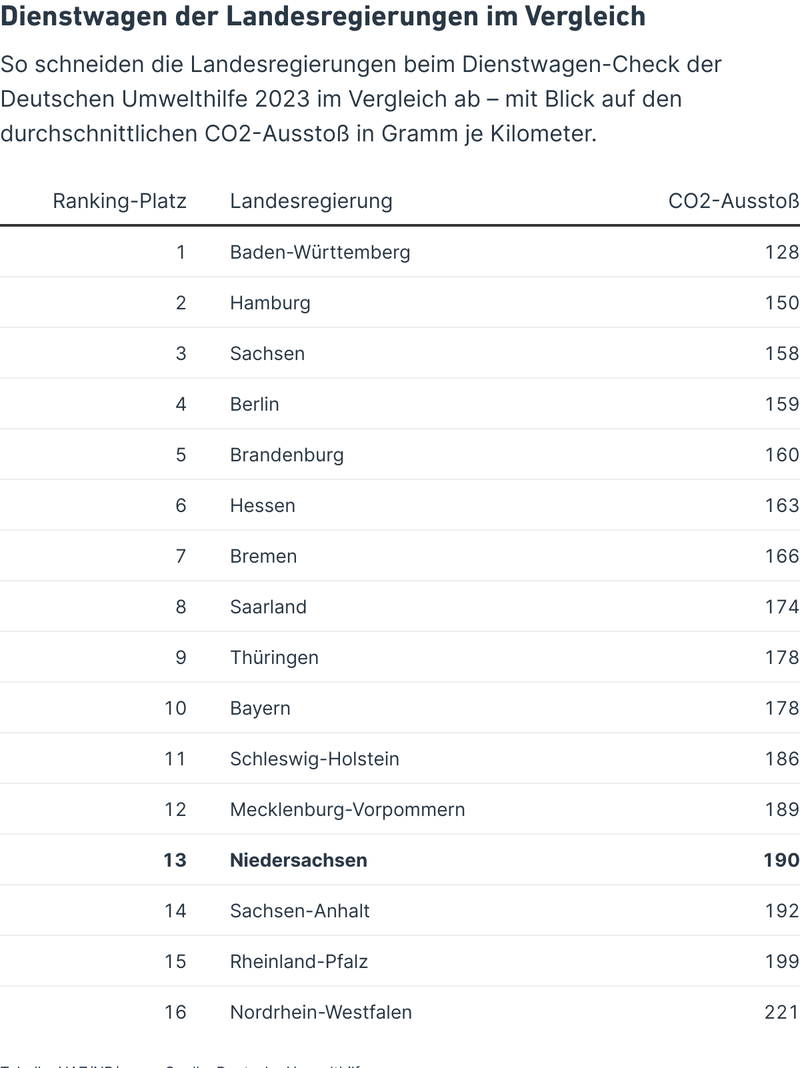 Dienstwagen der Landesregierungen im Vergleich
So schneiden die Landesregierungen beim Dienstwagen-Check der
Deutschen Umwelthilfe 2023 im Vergleich ab – mit Blick auf den
durchschnittlichen CO2-Ausstoß in Gramm je Kilometer.
Ranking-Platz Landesregierung CO2-Ausstoß
1 Baden-Württemberg 128
2 Hamburg 150
3 Sachsen 158
4 Berlin 159
5 Brandenburg 160
6 Hessen 163
7 Bremen 166
8 Saarland 174
9 Thüringen 178
10 Bayern 178
11 Schleswig-Holstein 186
12 Mecklenburg-Vorpommern 189
13 Niedersachsen 190
14 Sachsen-Anhalt 192
15 Rheinland-Pfalz 199
16 Nordrhein-Westfalen 221